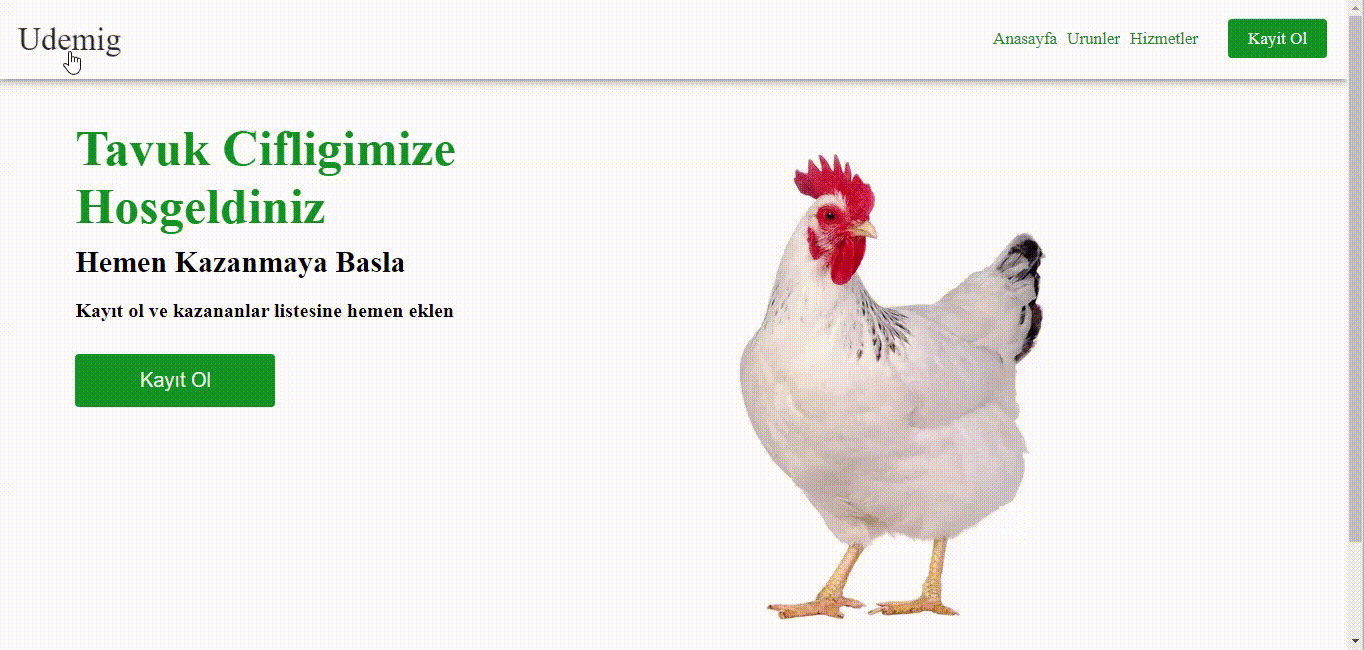 Udemig
Anasayfa Urunler Hizmetler Kayit Ol
Tavuk Cifligimize
Hosgeldiniz
Hemen Kazanmaya Basla
Kayıt ol ve kazananlar listesine hemen eklen
Kayıt Ol